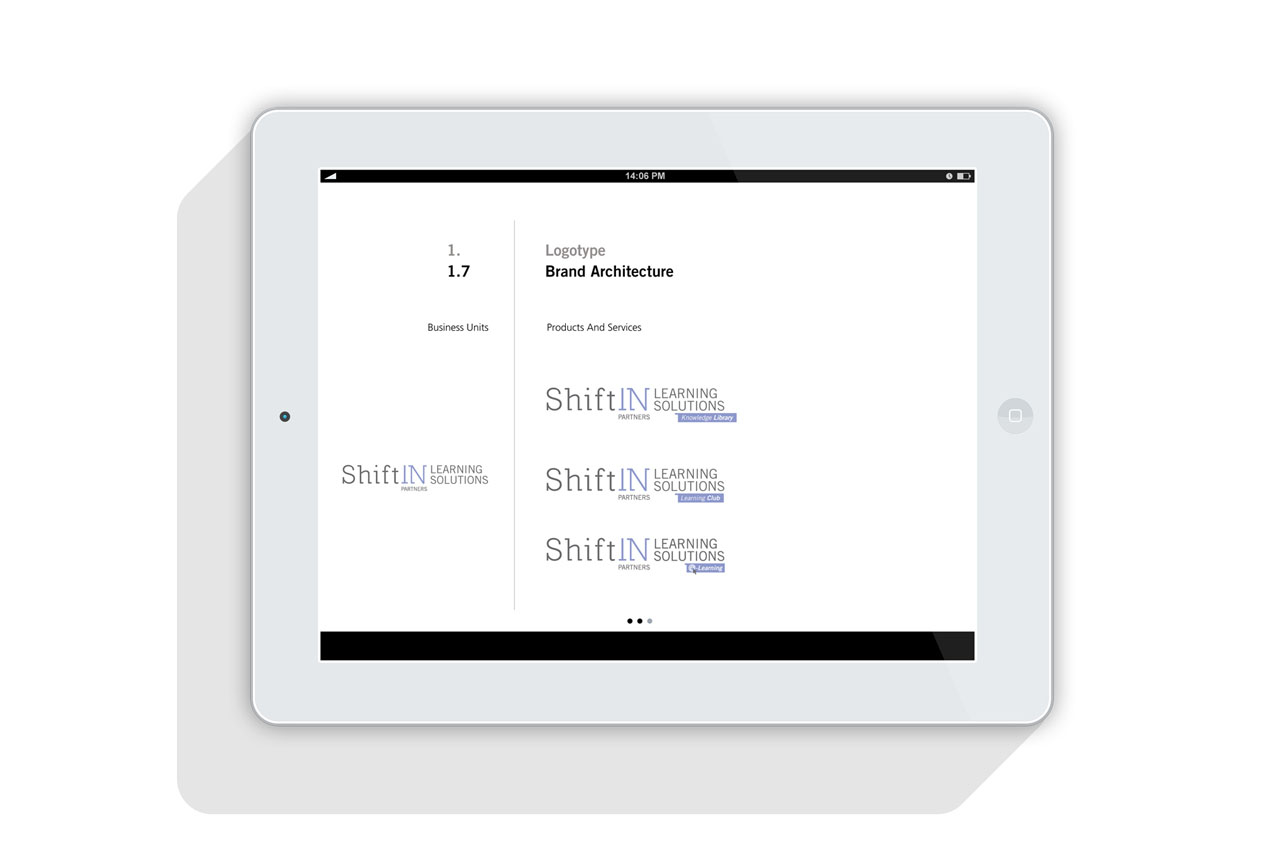 14:06 PM
1.
1.7
Logotype
Brand Architecture
Business Units
Products And Services
ShiftIN LEARNING SOLUTIONS
PARTNERS
ShiftIN LEARNING SOLUTIONS
PARTNERS
Knowledge Library
ShiftIN LEARNING SOLUTIONS
PARTNERS
Learning Club
ShiftIN LEARNING SOLUTIONS
PARTNERS
Learning